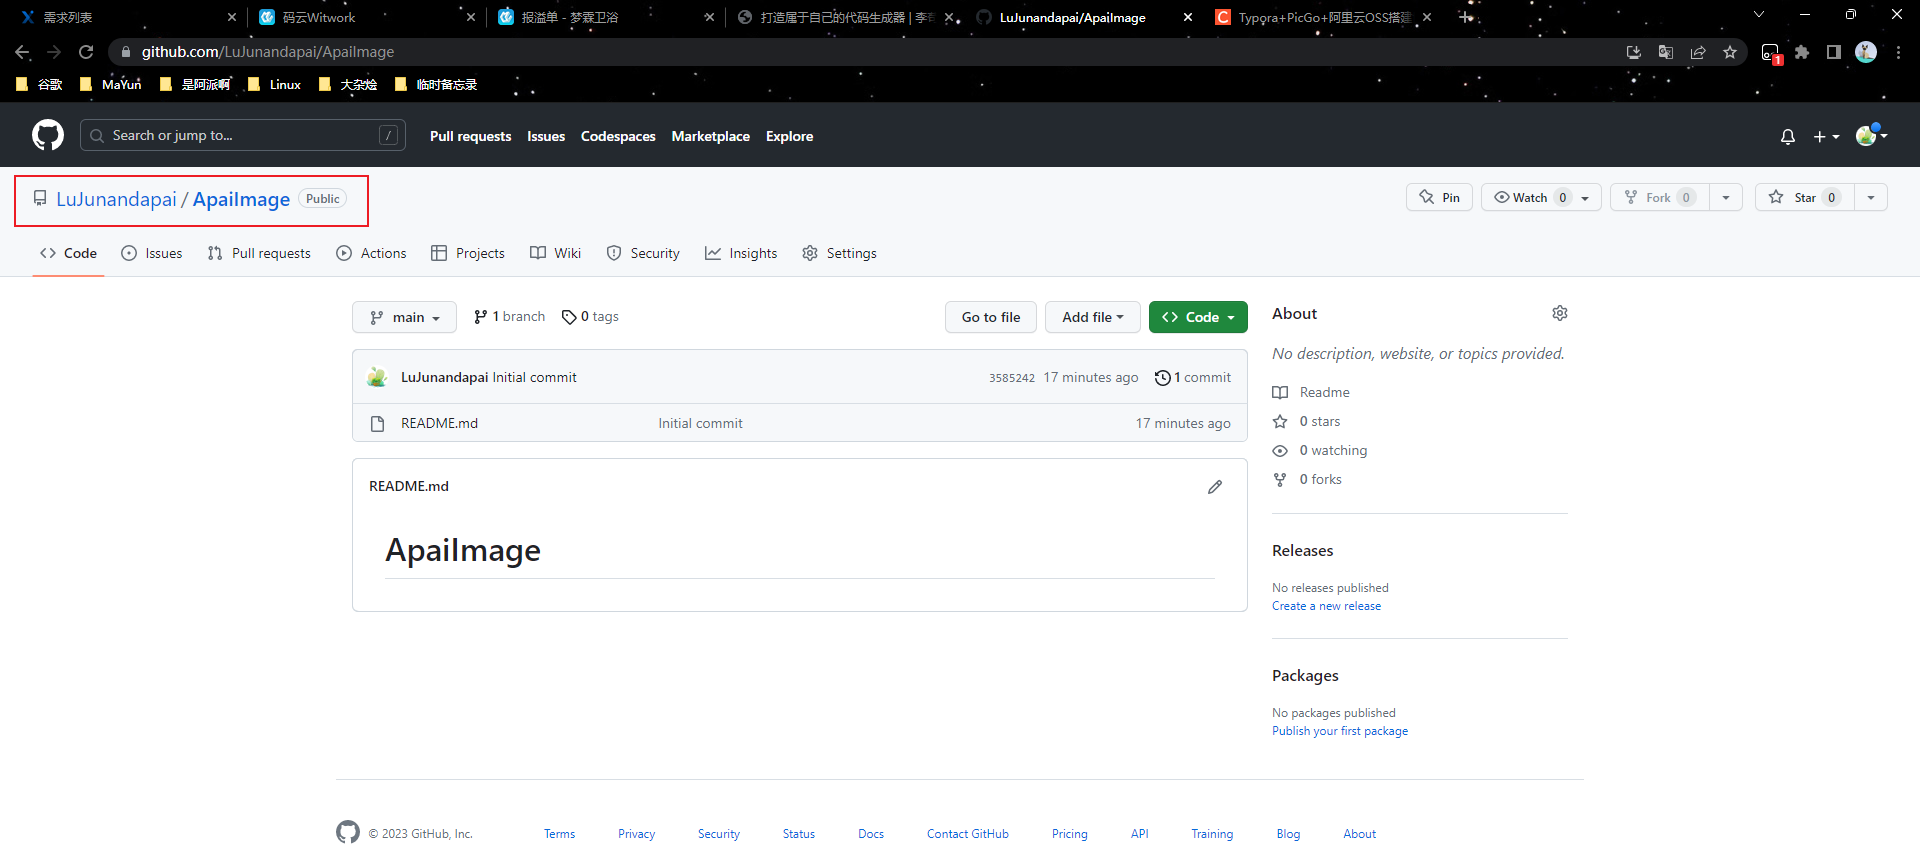 需求列表
码云Witwork
报溢单 - 梦霖卫浴
打造属于自己的代码生成器 | 李
LuJunandapai/ApaiImage
Typora+PicGo+阿里云OSS搭建
github.com/LuJunandapai/ApaiImage
1
谷歌
MaYun
是阿派啊
Linux
大杂烩
临时备忘录
Search or jump to...
/
Pull requests
Issues
Codespaces
Marketplace
Explore
LuJunandapai / ApaiImage
Public
Pin
Watch 0
Fork 0
Star 0
Code
Issues
Pull requests
Actions
Projects
Wiki
Security
Insights
Settings
main
1 branch
0 tags
Go to file
Add file
Code
LuJunandapai Initial commit
3585242 17 minutes ago
1 commit
README.md
Initial commit
17 minutes ago
README.md
ApaiImage
About
No description, website, or topics provided.
Readme
0 stars
0 watching
0 forks
Releases
No releases published
Create a new release
Packages
No packages published
Publish your first package
© 2023 GitHub, Inc.
Terms
Privacy
Security
Status
Docs
Contact GitHub
Pricing
API
Training
Blog
About